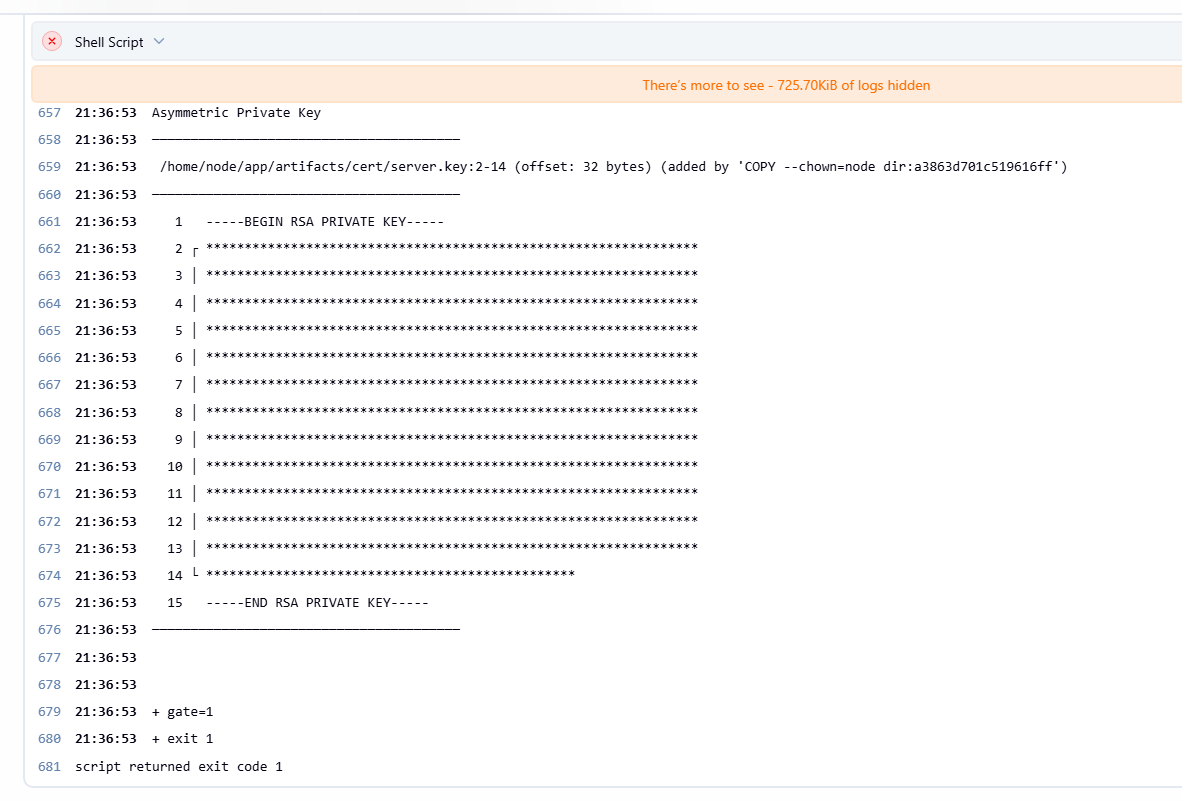 Shell Script
There's more to see - 725.70KiB of logs hidden
657 21:36:53 Asymmetric Private Key
658 21:36:53 ────────────────────────────────────────
659 21:36:53 /home/node/app/artifacts/cert/server.key:2-14 (offset: 32 bytes) (added by 'COPY --chown=node dir:a3863d701c519616ff')
660 21:36:53 ────────────────────────────────────────
661 21:36:53 1 -----BEGIN RSA PRIVATE KEY-----
662 21:36:53 2 ┌ ****************************************************************
663 21:36:53 3 │ ****************************************************************
664 21:36:53 4 │ ****************************************************************
665 21:36:53 5 │ ****************************************************************
666 21:36:53 6 │ ****************************************************************
667 21:36:53 7 │ ****************************************************************
668 21:36:53 8 │ ****************************************************************
669 21:36:53 9 │ ****************************************************************
670 21:36:53 10 │ ****************************************************************
671 21:36:53 11 │ ****************************************************************
672 21:36:53 12 │ ****************************************************************
673 21:36:53 13 │ ****************************************************************
674 21:36:53 14 └ ************************************************
675 21:36:53 15 -----END RSA PRIVATE KEY-----
676 21:36:53 ────────────────────────────────────────
677 21:36:53
678 21:36:53
679 21:36:53 + gate=1
680 21:36:53 + exit 1
681 script returned exit code 1